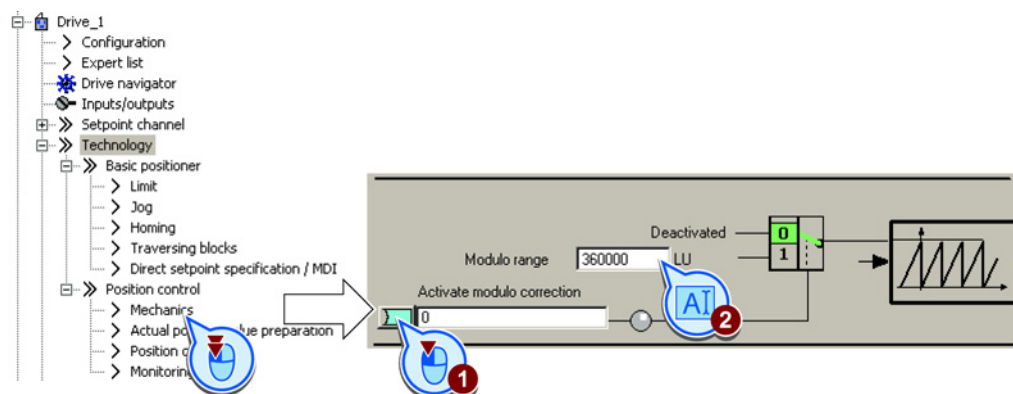 Drive_1
Configuration
Expert list
Drive navigator
Inputs/outputs
Setpoint channel
Technology
Basic positioner
Limit
Jog
Homing
Traversing blocks
Direct setpoint specification / MDI
Position control
Mechanics
Actual po lue preparation
Position c
Monitoring
Deactivated
0
1
Modulo range
360000
LU
Activate modulo correction
0
AI
1
2